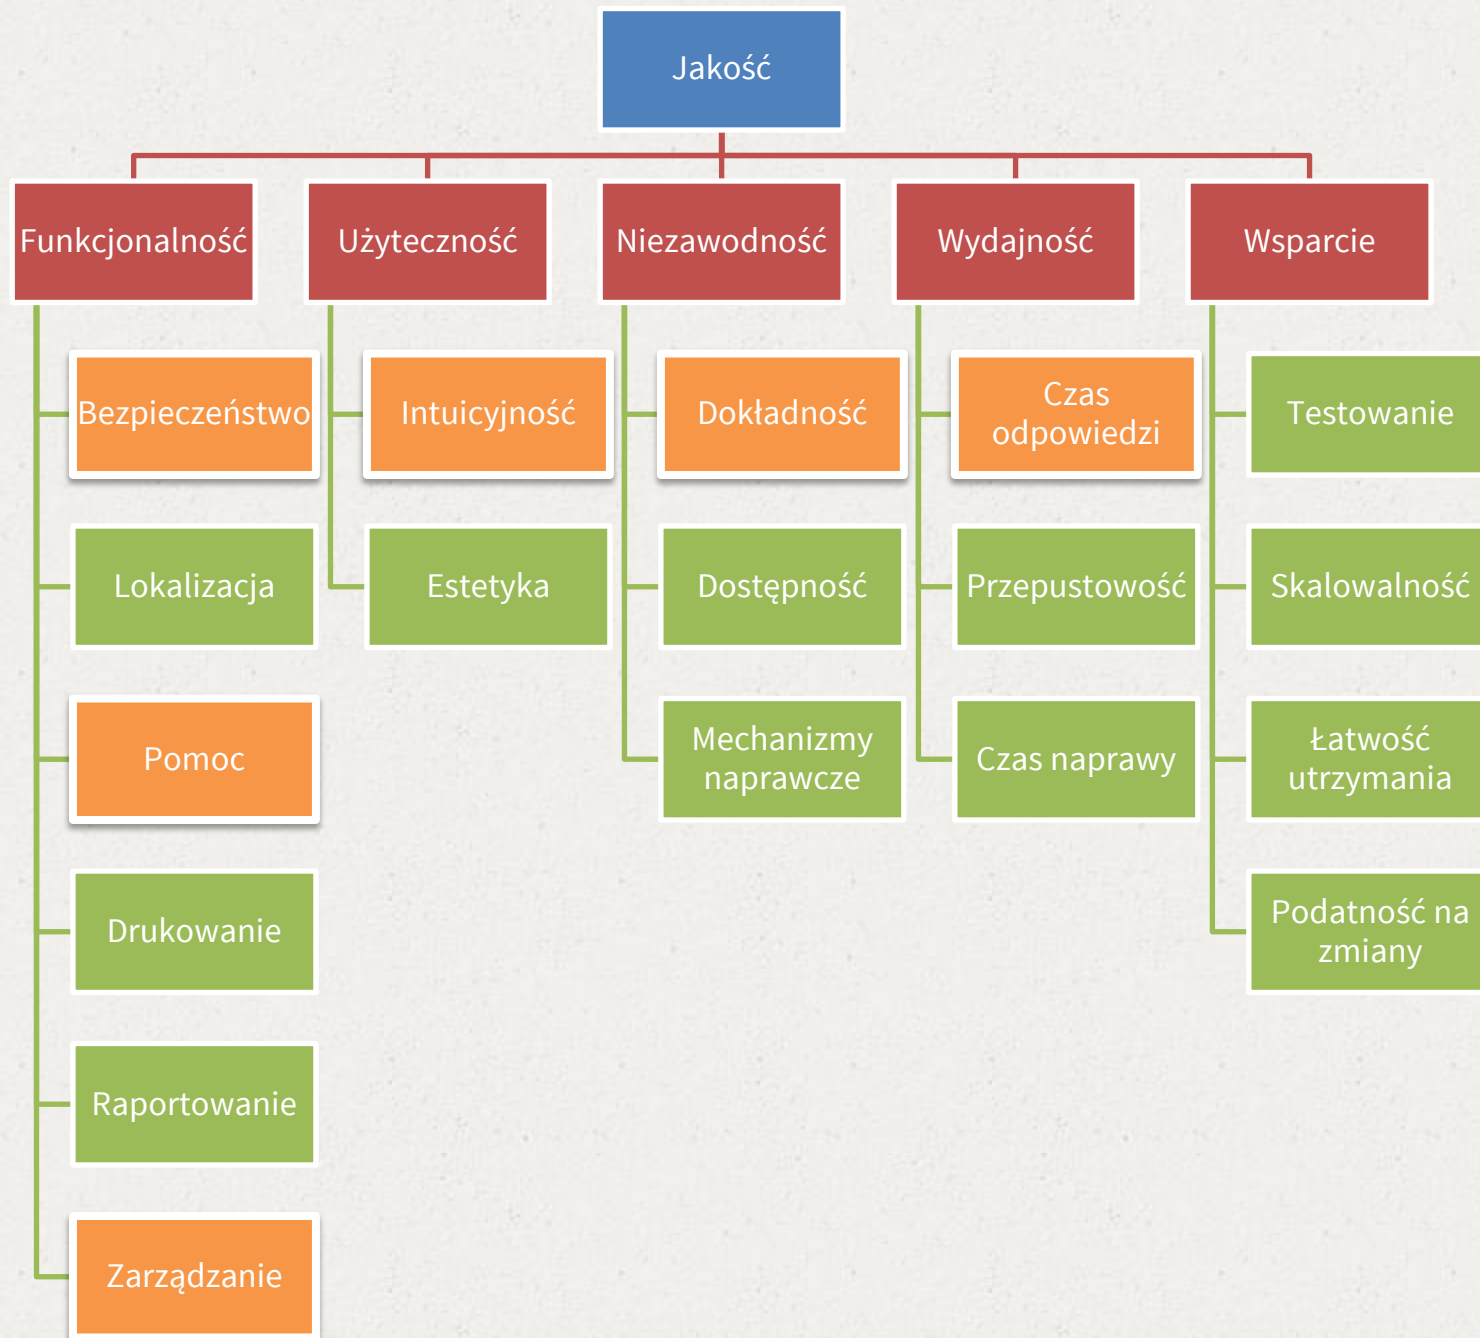 Jakość
Funkcjonalność
Użyteczność
Niezawodność
Wydajność
Wsparcie
Bezpieczeństwo
Intuicyjność
Dokładność
Czas
odpowiedzi
Testowanie
Lokalizacja
Estetyka
Dostępność
Przepustowość
Skalowalność
Pomoc
Mechanizmy
naprawcze
Czas naprawy
Łatwość
utrzymania
Drukowanie
Podatność na
zmiany
Raportowanie
Zarządzanie